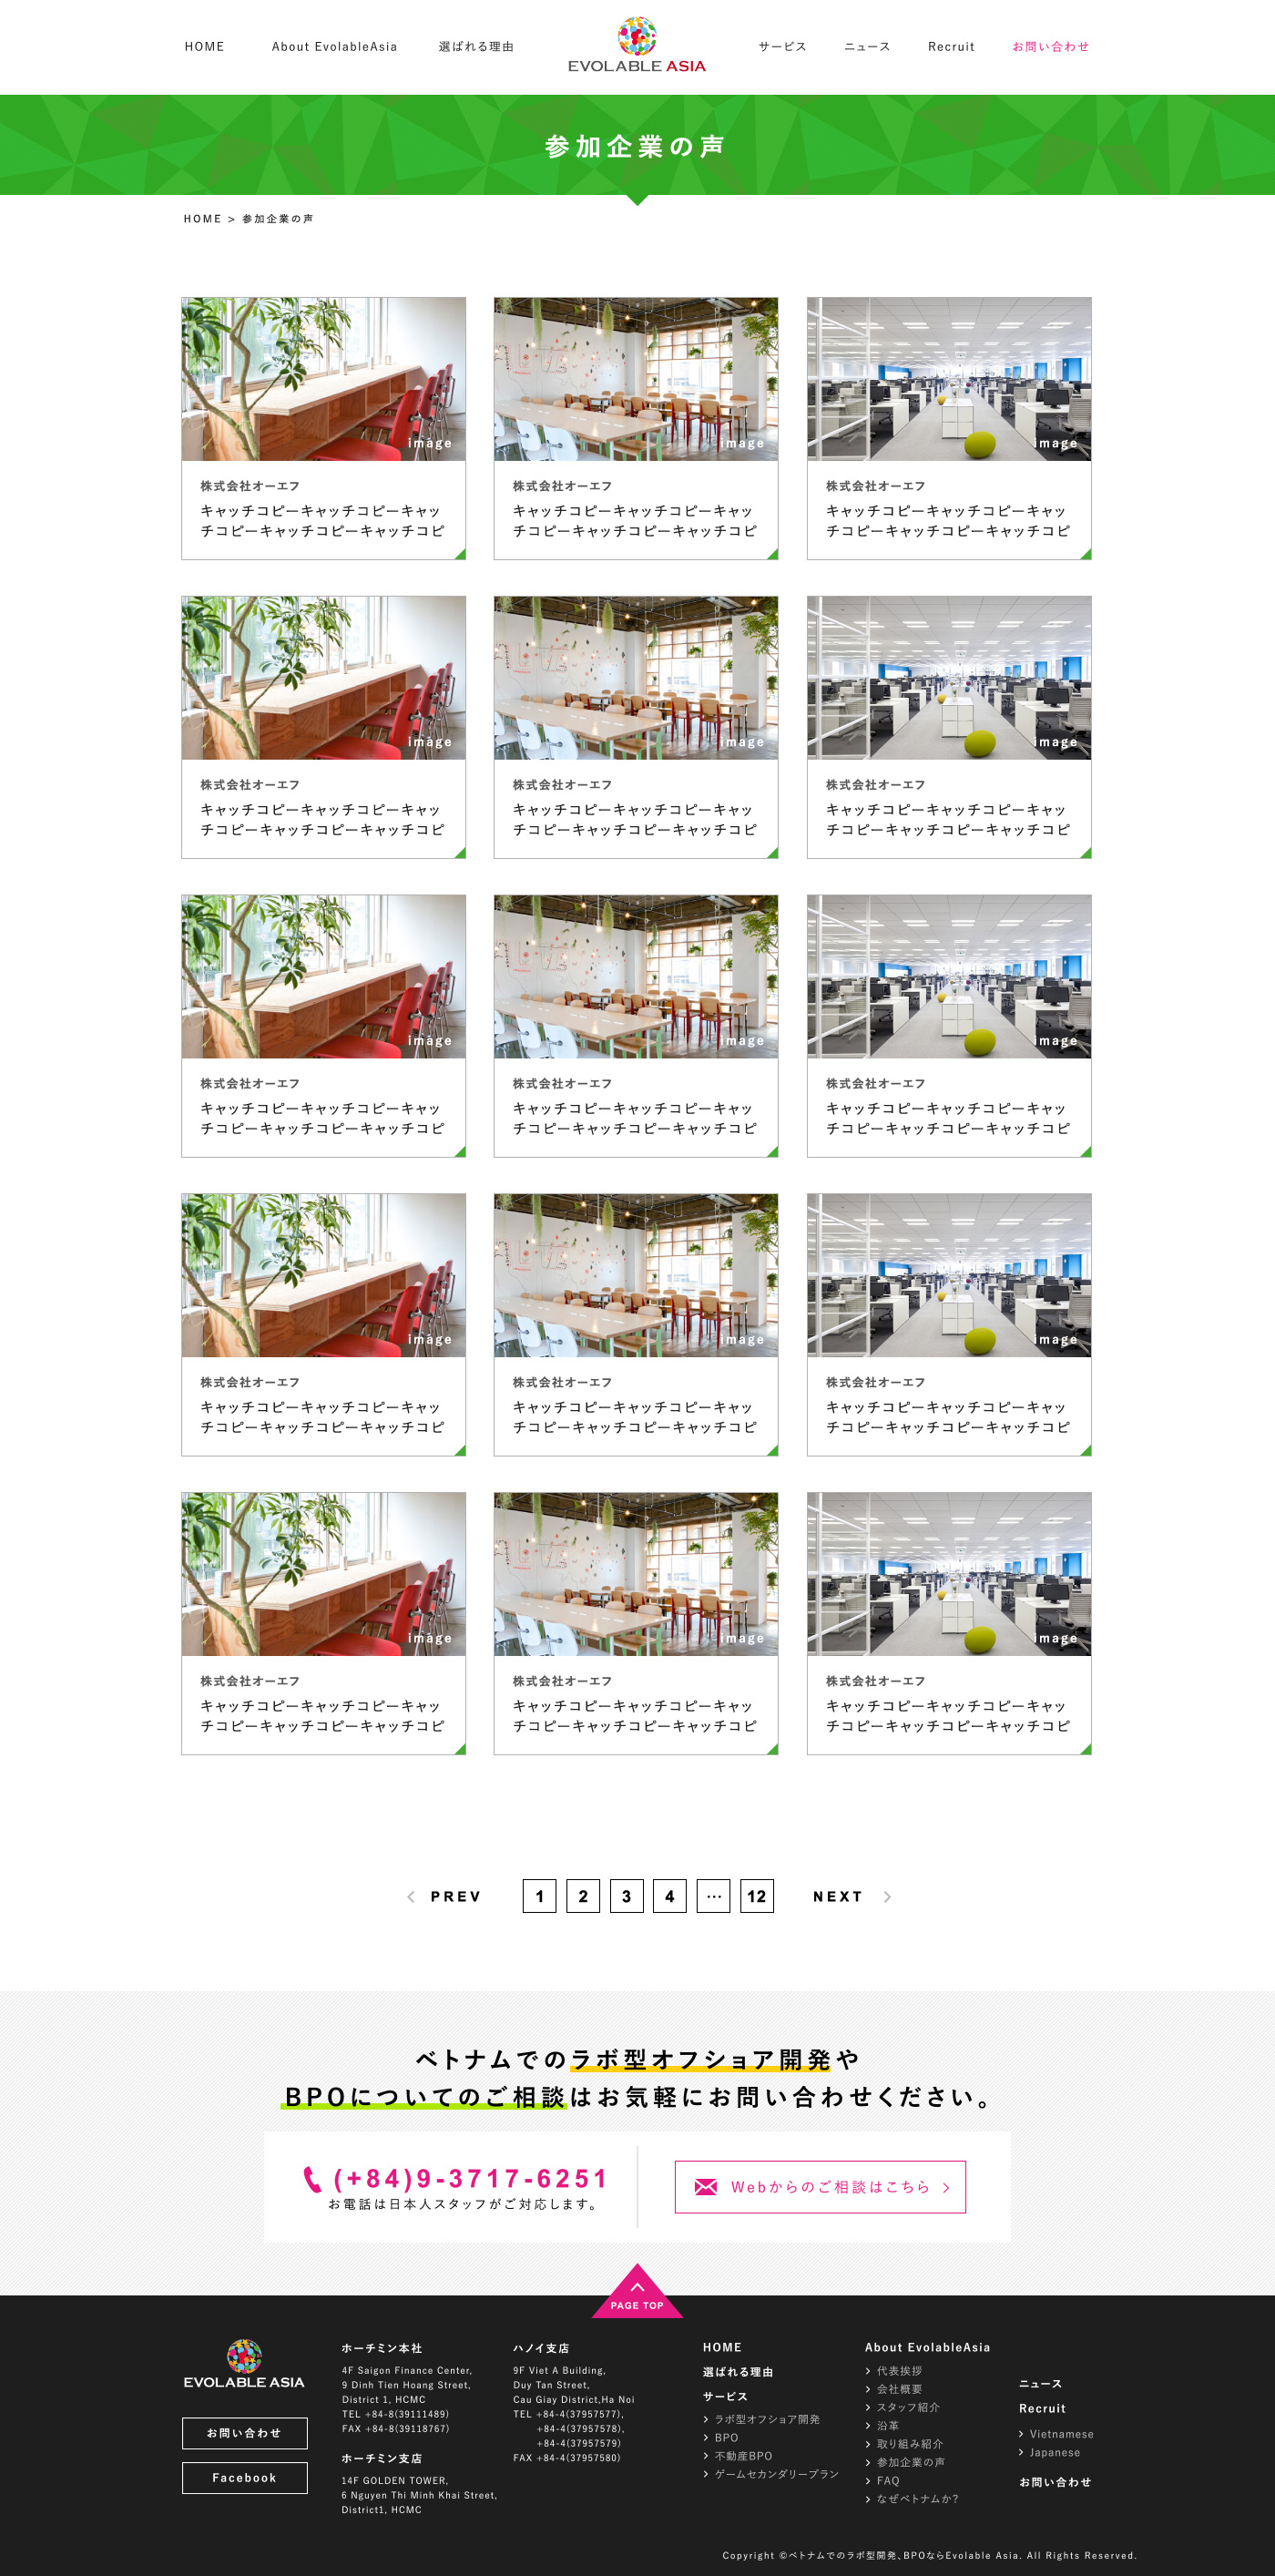 HOME
About EvolableAsia
選ばれる理由
EVOLABLE ASIA
サービス
ニュース
Recruit
お問い合わせ
参加企業の声
HOME > 参加企業の声
image
株式会社オーエフ
キャッチコピーキャッチコピーキャッ
チコピーキャッチコピーキャッチコピ
image
株式会社オーエフ
キャッチコピーキャッチコピーキャッ
チコピーキャッチコピーキャッチコピ
image
株式会社オーエフ
キャッチコピーキャッチコピーキャッ
チコピーキャッチコピーキャッチコピ
image
株式会社オーエフ
キャッチコピーキャッチコピーキャッ
チコピーキャッチコピーキャッチコピ
image
株式会社オーエフ
キャッチコピーキャッチコピーキャッ
チコピーキャッチコピーキャッチコピ
image
株式会社オーエフ
キャッチコピーキャッチコピーキャッ
チコピーキャッチコピーキャッチコピ
image
株式会社オーエフ
キャッチコピーキャッチコピーキャッ
チコピーキャッチコピーキャッチコピ
image
株式会社オーエフ
キャッチコピーキャッチコピーキャッ
チコピーキャッチコピーキャッチコピ
image
株式会社オーエフ
キャッチコピーキャッチコピーキャッ
チコピーキャッチコピーキャッチコピ
image
株式会社オーエフ
キャッチコピーキャッチコピーキャッ
チコピーキャッチコピーキャッチコピ
image
株式会社オーエフ
キャッチコピーキャッチコピーキャッ
チコピーキャッチコピーキャッチコピ
image
株式会社オーエフ
キャッチコピーキャッチコピーキャッ
チコピーキャッチコピーキャッチコピ
image
株式会社オーエフ
キャッチコピーキャッチコピーキャッ
チコピーキャッチコピーキャッチコピ
image
株式会社オーエフ
キャッチコピーキャッチコピーキャッ
チコピーキャッチコピーキャッチコピ
image
株式会社オーエフ
キャッチコピーキャッチコピーキャッ
チコピーキャッチコピーキャッチコピ
PREV 1 2 3 4 … 12 NEXT
ベトナムでのラボ型オフショア開発や
BPOについてのご相談はお気軽にお問い合わせください。
(+84)9-3717-6251
お電話は日本人スタッフがご対応します。
Webからのご相談はこちら
PAGE TOP
EVOLABLE ASIA
お問い合わせ
Facebook
ホーチミン本社
4F Saigon Finance Center,
9 Dinh Tien Hoang Street,
District 1, HCMC
TEL +84-8(39111489)
FAX +84-8(39118767)
ホーチミン支店
14F GOLDEN TOWER,
6 Nguyen Thi Minh Khai Street,
District1, HCMC
ハノイ支店
9F Viet A Building,
Duy Tan Street,
Cau Giay District,Ha Noi
TEL +84-4(37957577),
+84-4(37957578),
+84-4(37957579)
FAX +84-4(37957580)
HOME
選ばれる理由
サービス
ラボ型オフショア開発
BPO
不動産BPO
ゲームセカンダリープラン
About EvolableAsia
代表挨拶
会社概要
スタッフ紹介
沿革
取り組み紹介
参加企業の声
FAQ
なぜベトナムか?
ニュース
Recruit
Vietnamese
Japanese
お問い合わせ
Copyright ©ベトナムでのラボ型開発、BPOならEvolable Asia. All Rights Reserved.